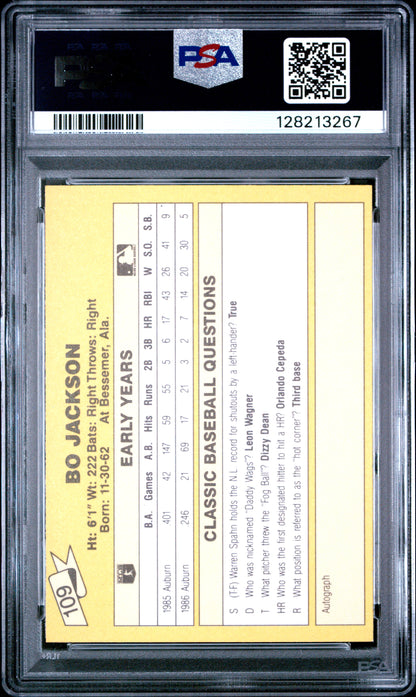 PSA
128213267
109
BO JACKSON
Ht: 6'1" Wt: 222 Bats: Right Throws: Right
Born: 11-30-62 At Bessemer, Ala.
EARLY YEARS
B.A. Games A.B. Hits Runs 2B 3B HR RBI W S.O. S.B.
1985 Auburn 401 42 147 59 55 5 6 17 43 26 41 9
1986 Auburn 246 21 69 17 21 3 2 7 14 20 30 5
CLASSIC BASEBALL QUESTIONS
S (TF) Warren Spahn holds the N.L. record for shutouts by a left hander? True
D Who was nicknamed "Daddy Wags"? Leon Wagner
T What pitcher threw the "Fog Ball"? Dizzy Dean
HR Who was the first designated hitter to hit a HR? Orlando Cepeda
R What position is referred to as the "hot corner"? Third base
Autograph
PSA